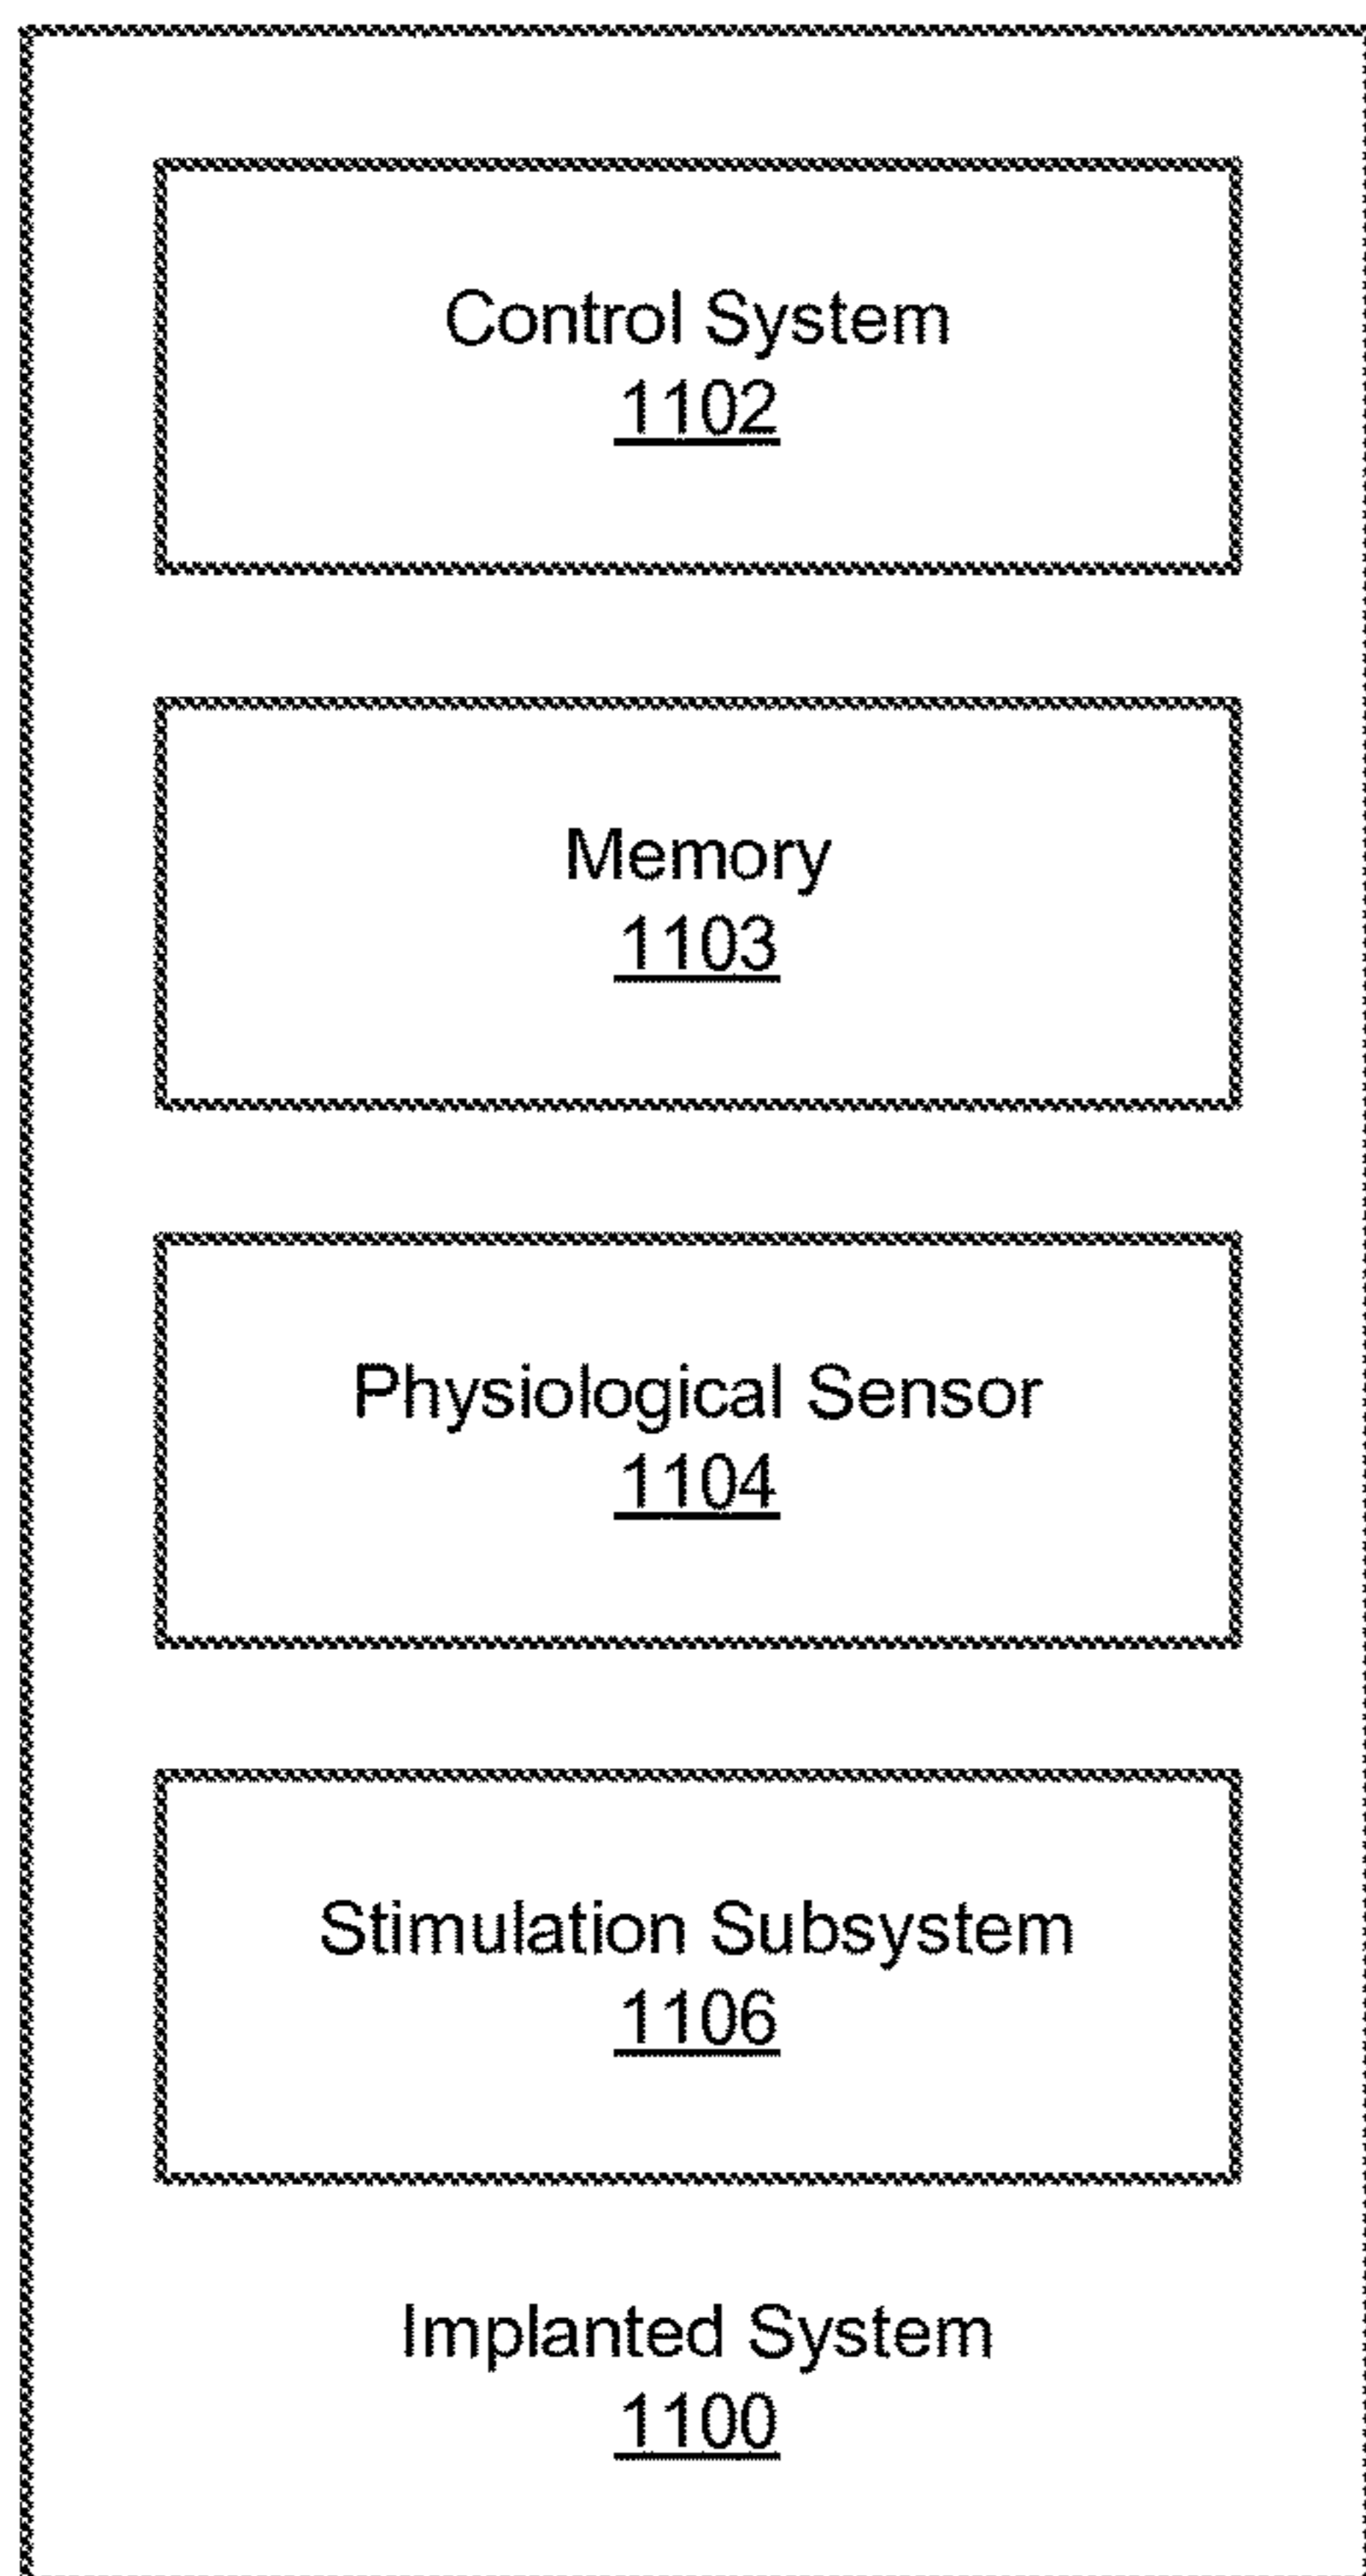 Control System
1102
Memory
1103
Physiological Sensor
1104
Stimulation Subsystem
1106
Implanted System
1100